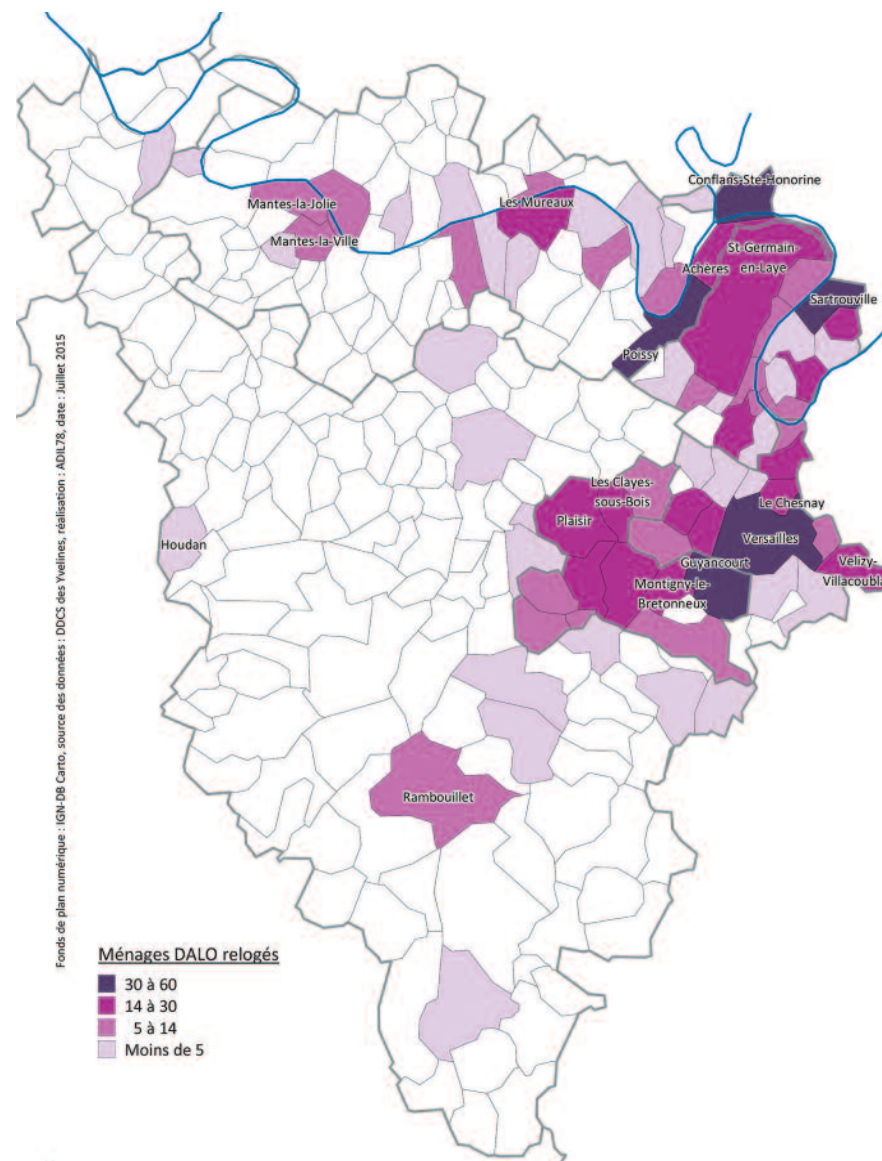 Conflans-Ste-Honorine
Mantes-la-Jolie
Les Mureaux
Mantes-la-Ville
St-Germain-
en-Laye
Achères
Sartrouville
Poissy
Les Clayes-
sous-Bois
Plaisir
Le Chesnay
Versailles
Houdan
Guyancourt
Velizy-
Villacoubla
Montigny-le-
Bretonneux
Rambouillet
Fonds de plan numérique : IGN-DB Carto, source des données : DDCS des Yvelines, réalisation : ADIL78, date : Juillet 2015
Ménages DALO relogés
30 à 60
14 à 30
5 à 14
Moins de 5